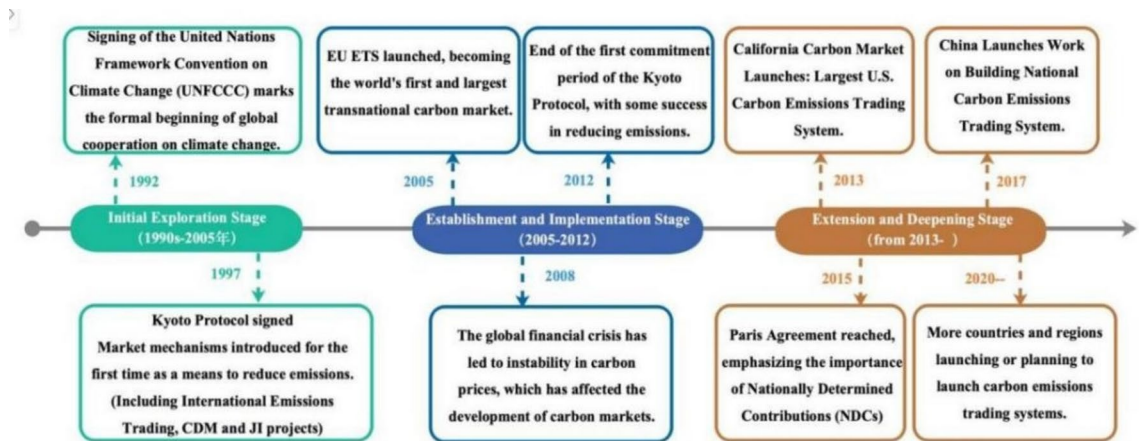 Signing of the United Nations
Framework Convention on
Climate Change (UNFCCC) marks
the formal beginning of global
cooperation on climate change.
EU ETS launched, becoming
the world's first and largest
transnational carbon market.
End of the first commitment
period of the Kyoto
Protocol, with some success
in reducing emissions.
California Carbon Market
Launches: Largest U.S.
Carbon Emissions Trading
System.
China Launches Work
on Building National
Carbon Emissions
Trading System.
1992
2005
2012
2013
2017
Initial Exploration Stage
(1990s-2005年)
Establishment and Implementation Stage
(2005-2012)
Extension and Deepening Stage
(from 2013- )
1997
2008
2015
2020--
Kyoto Protocol signed
Market mechanisms introduced for the
first time as a means to reduce emissions.
(Including International Emissions
Trading, CDM and JI projects)
The global financial crisis has
led to instability in carbon
prices, which has affected the
development of carbon markets.
Paris Agreement reached,
emphasizing the importance
of Nationally Determined
Contributions (NDCs)
More countries and regions
launching or planning to
launch carbon emissions
trading systems.